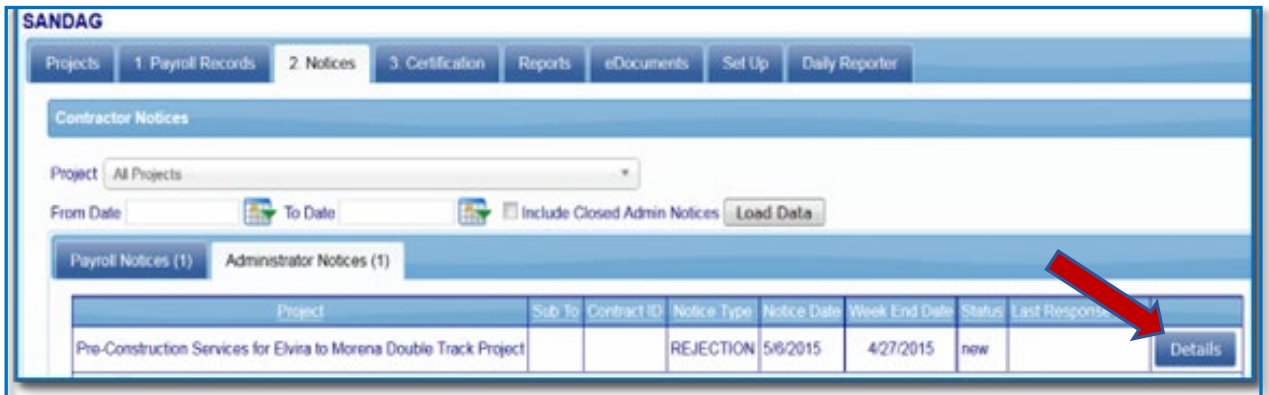 SANDAG
Projects 1. Payroll Records 2. Notices 3. Certification Reports eDocuments Set Up Daily Reporter
Contractor Notices
Project All Projects
From Date To Date Include Closed Admin Notices Load Data
Payroll Notices (1) Administrator Notices (1)
Project Sub To Contract ID Notice Type Notice Date Week End Date Status Last Response
Pre-Construction Services for Elvira to Morena Double Track Project REJECTION 5/6/2015 4/27/2015 new Details